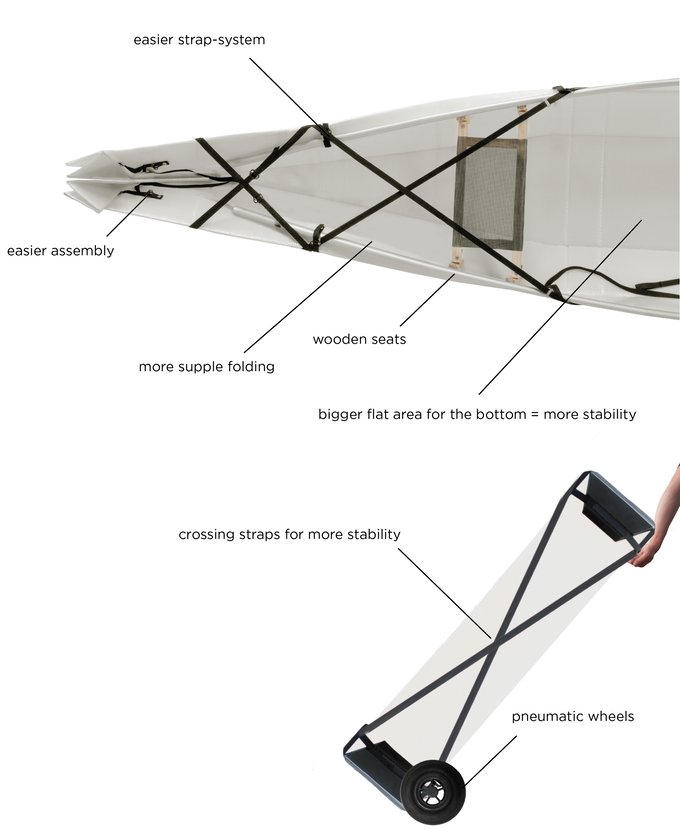 easier strap-system
easier assembly
wooden seats
more supple folding
bigger flat area for the bottom = more stability
crossing straps for more stability
pneumatic wheels